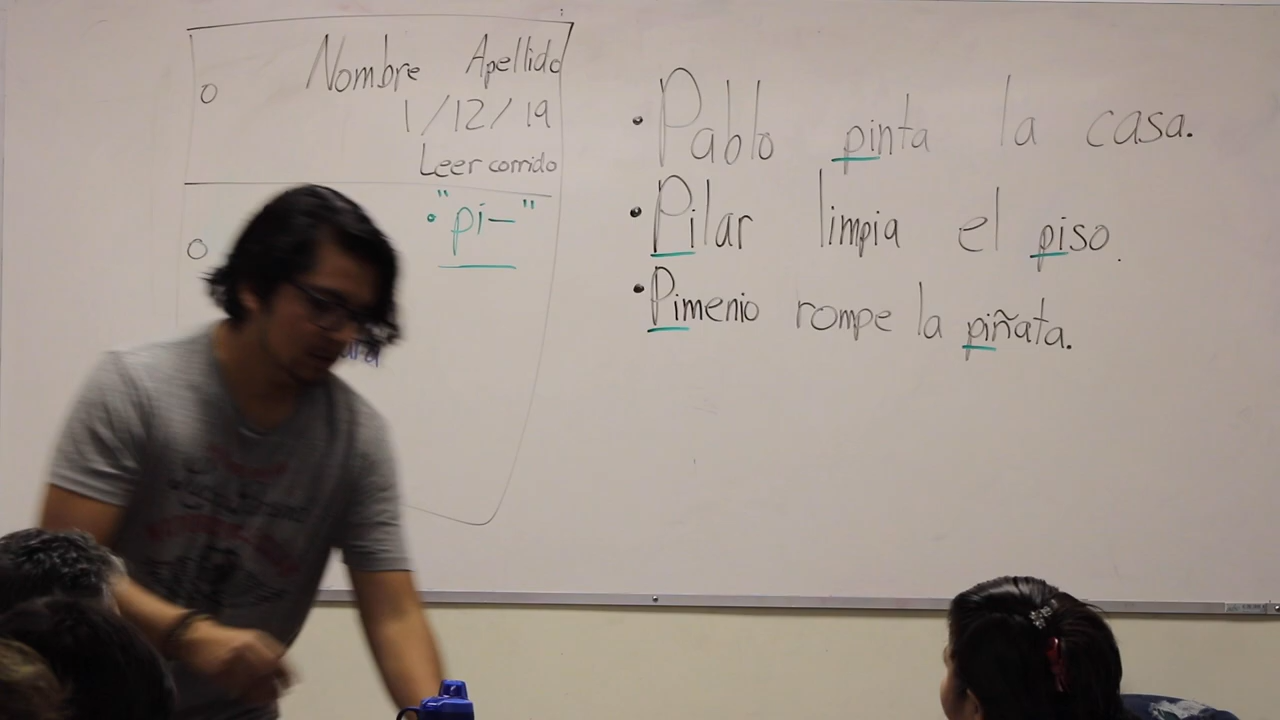 Nombre Apellido
1/12/19
Leer corrido
• "pi–"
• Pablo pinta la casa.
• Pilar limpia el piso.
• Pimenio rompe la piñata.